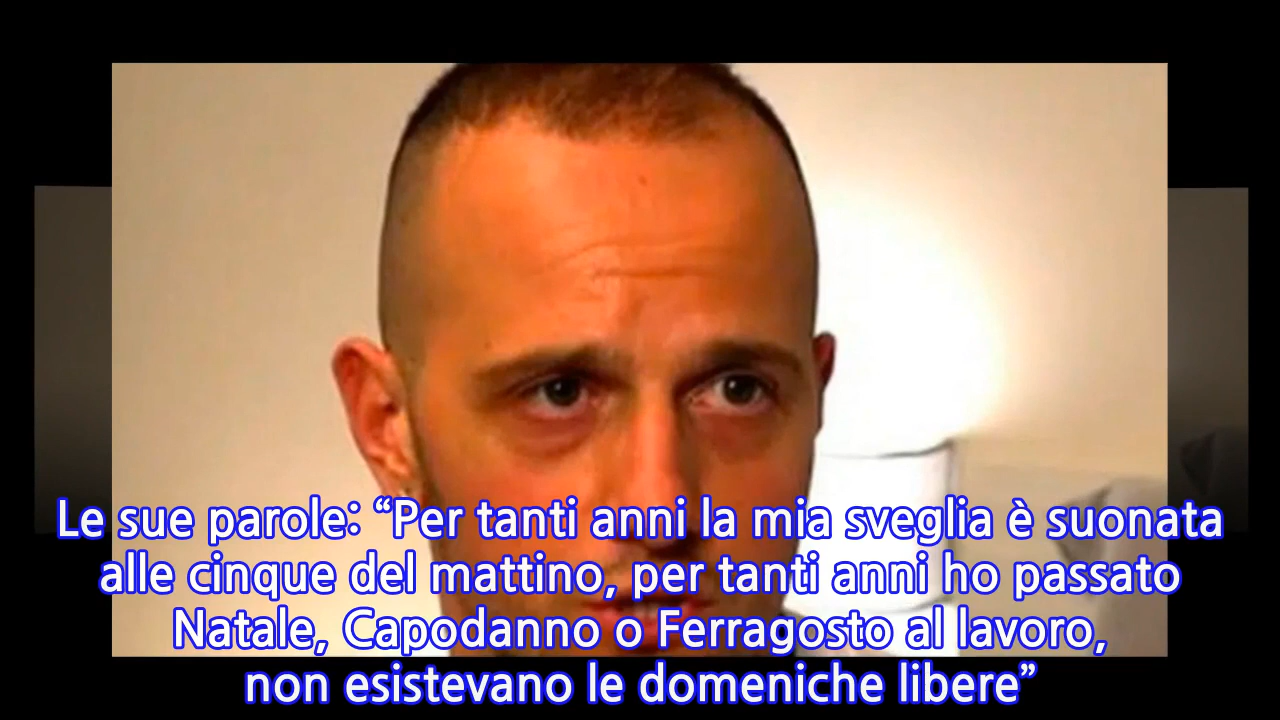 Le sue parole: “Per tanti anni la mia sveglia è suonata
alle cinque del mattino, per tanti anni ho passato
Natale, Capodanno o Ferragosto al lavoro,
non esistevano le domeniche libere”